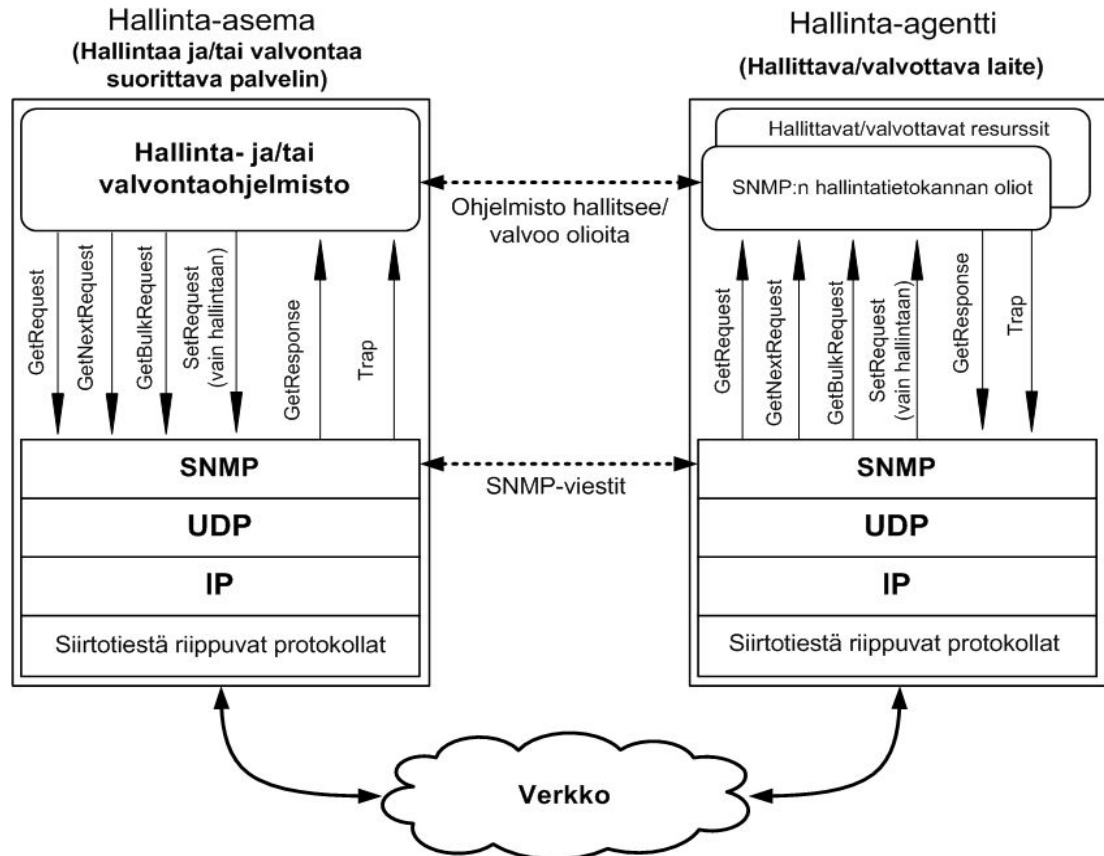 Hallinta-asema
(Hallintaa ja/tai valvontaa
suorittava palvelin)
Hallinta- ja/tai
valvontaohjelmisto
GetRequest
GetNextRequest
GetBulkRequest
SetRequest
(vain hallintaan)
GetResponse
Trap
SNMP
UDP
IP
Siirtotiestä riippuvat protokollat
Ohjelmisto hallitsee/
valvoo olioita
SNMP-viestit
Hallinta-agentti
(Hallittava/valvottava laite)
Hallittavat/valvottavat resurssit
SNMP:n hallintatietokannan oliot
GetRequest
GetNextRequest
GetBulkRequest
SetRequest
(vain hallintaan)
GetResponse
Trap
SNMP
UDP
IP
Siirtotiestä riippuvat protokollat
Verkko